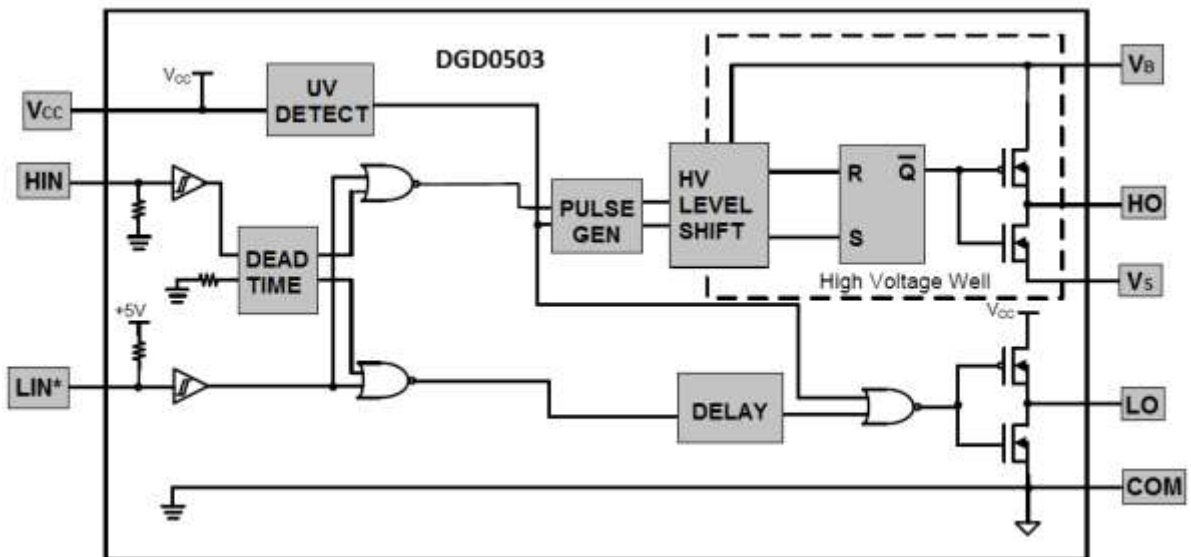 DGD0503
VB
VCC
UV
DETECT
VCC
HIN
HV
LEVEL
SHIFT
R
Q
S
PULSE
GEN
HO
DEAD
TIME
High Voltage Well
VS
+5V
VCC
LIN*
DELAY
LO
COM